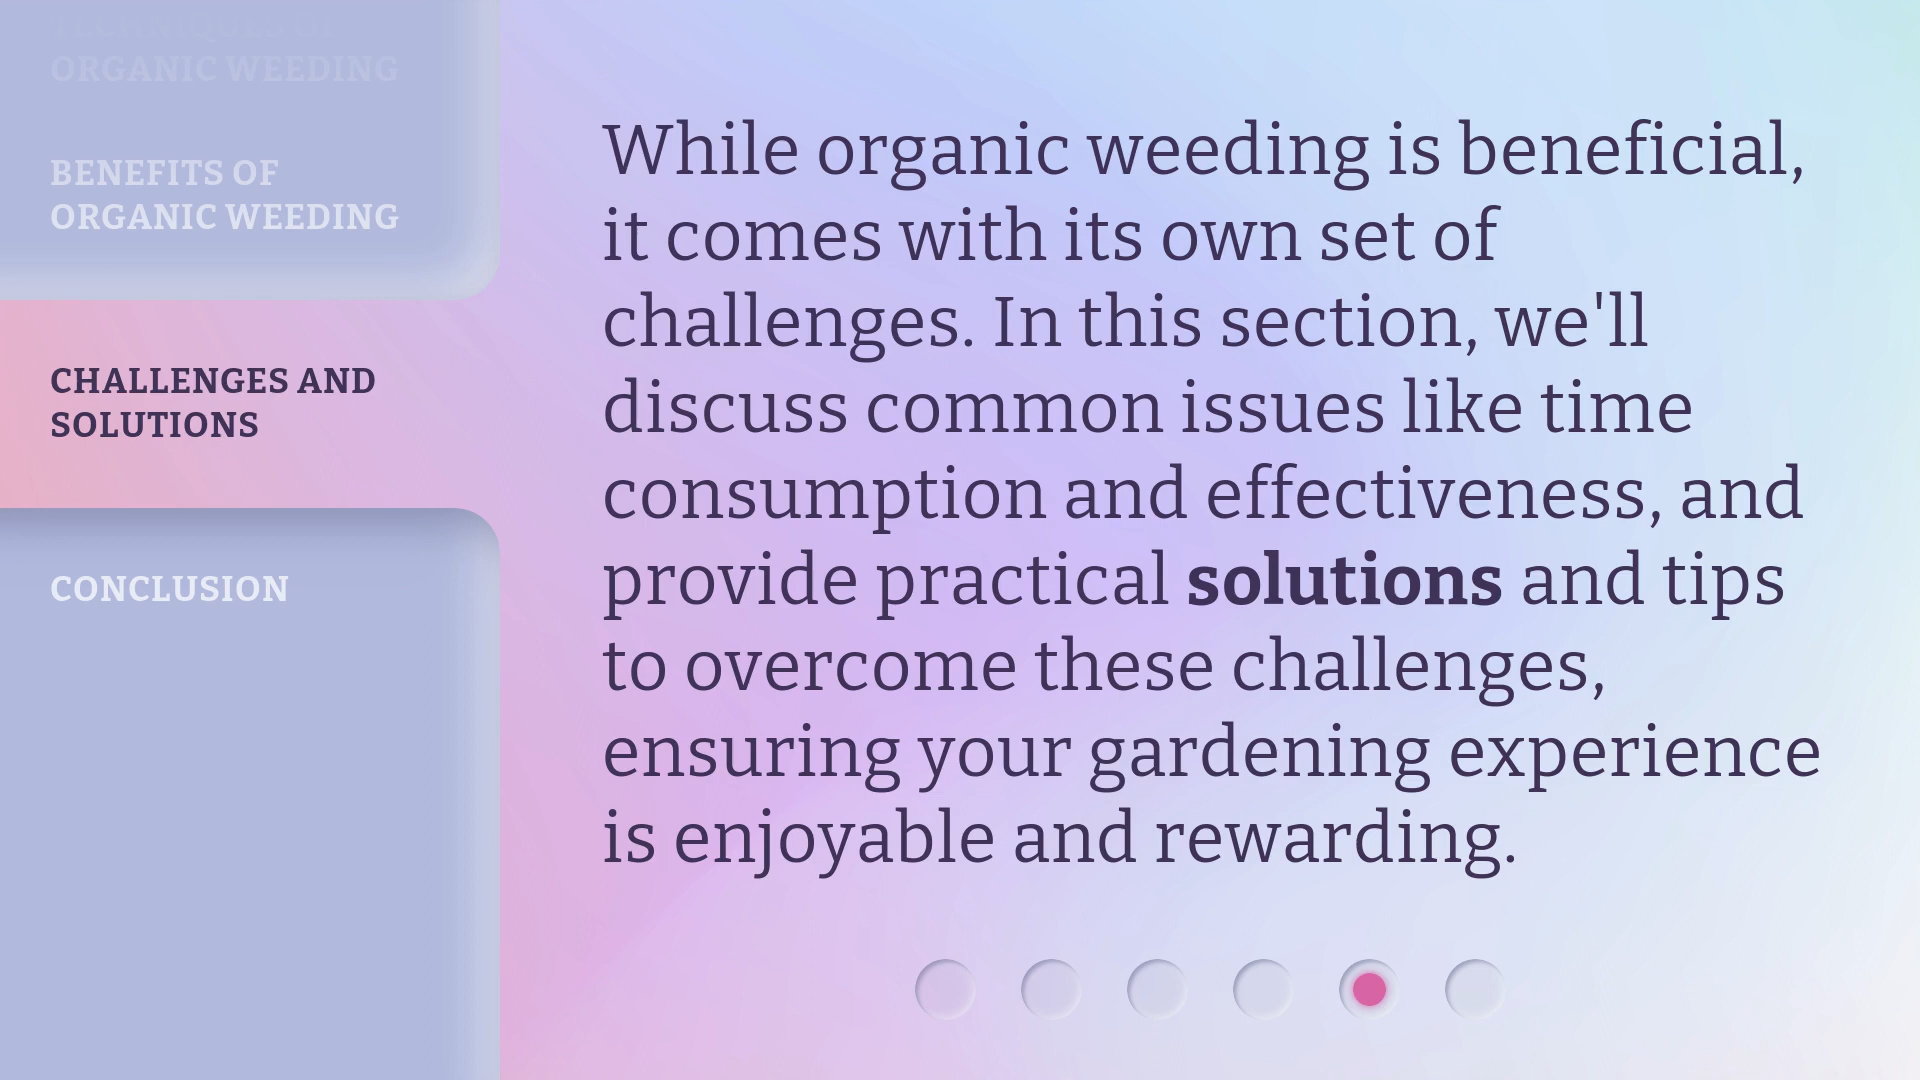 TECHNIQUES OF
ORGANIC WEEDING
BENEFITS OF
ORGANIC WEEDING
CHALLENGES AND
SOLUTIONS
CONCLUSION
While organic weeding is beneficial,
it comes with its own set of
challenges. In this section, we'll
discuss common issues like time
consumption and effectiveness, and
provide practical solutions and tips
to overcome these challenges,
ensuring your gardening experience
is enjoyable and rewarding.